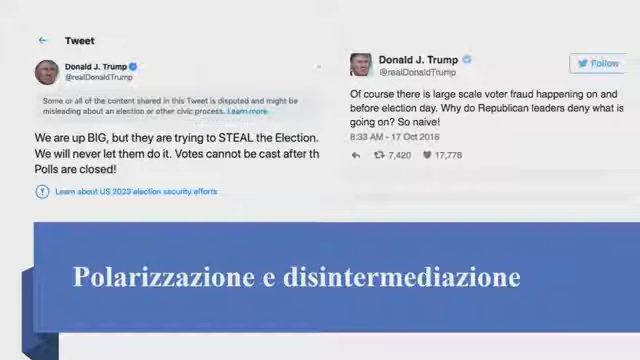 Tweet
Donald J. Trump
@realDonaldTrump
Some or all of the content shared in this Tweet is disputed and might be
misleading about an election or other civic process. Learn more
We are up BIG, but they are trying to STEAL the Election.
We will never let them do it. Votes cannot be cast after th
Polls are closed!
Learn about US 2023 election security efforts
Donald J. Trump
@realDonaldTrump
Follow
Of course there is large scale voter fraud happening on and
before election day. Why do Republican leaders deny what is
going on? So naive!
8:33 AM - 17 Oct 2016
7,420 17,776
Polarizzazione e disintermediazione